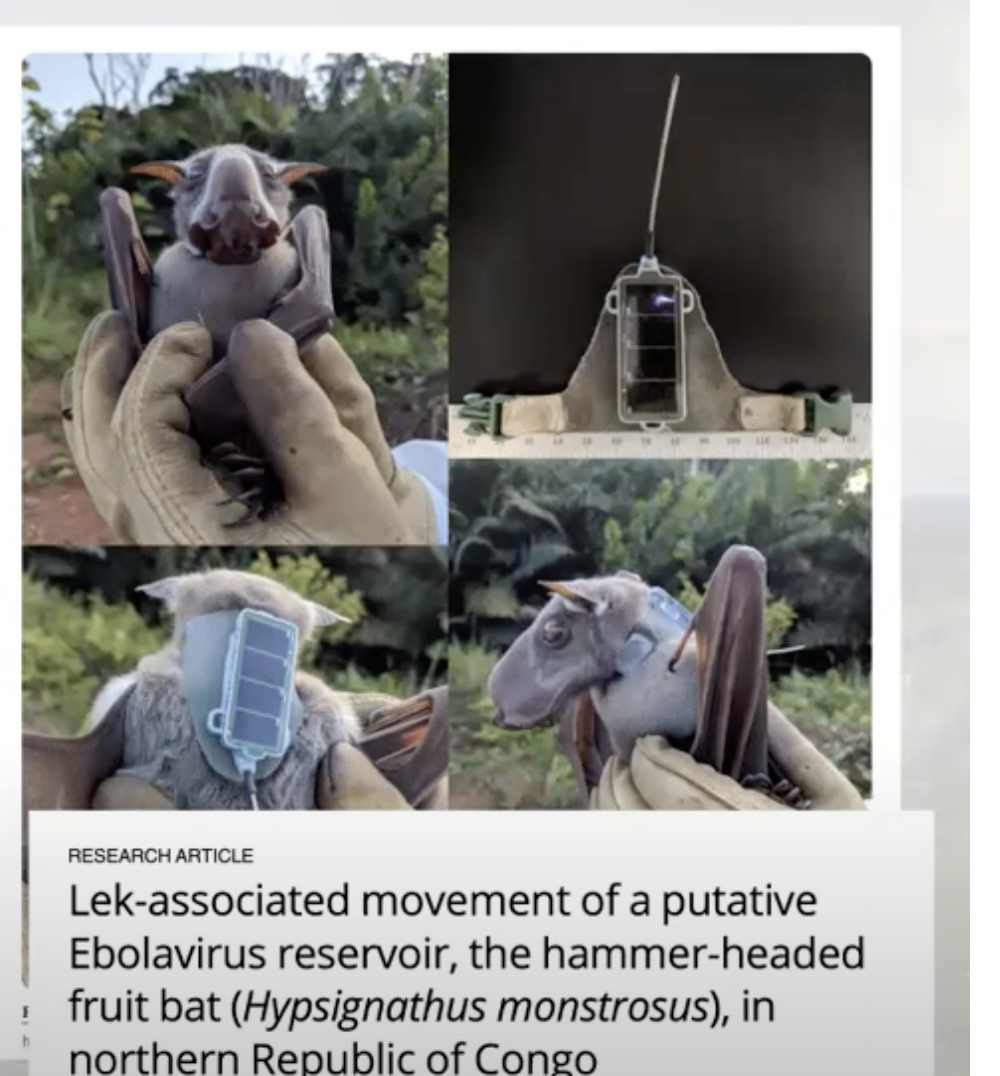 RESEARCH ARTICLE
Lek-associated movement of a putative
Ebolavirus reservoir, the hammer-headed
fruit bat (Hypsignathus monstrosus), in
northern Republic of Congo